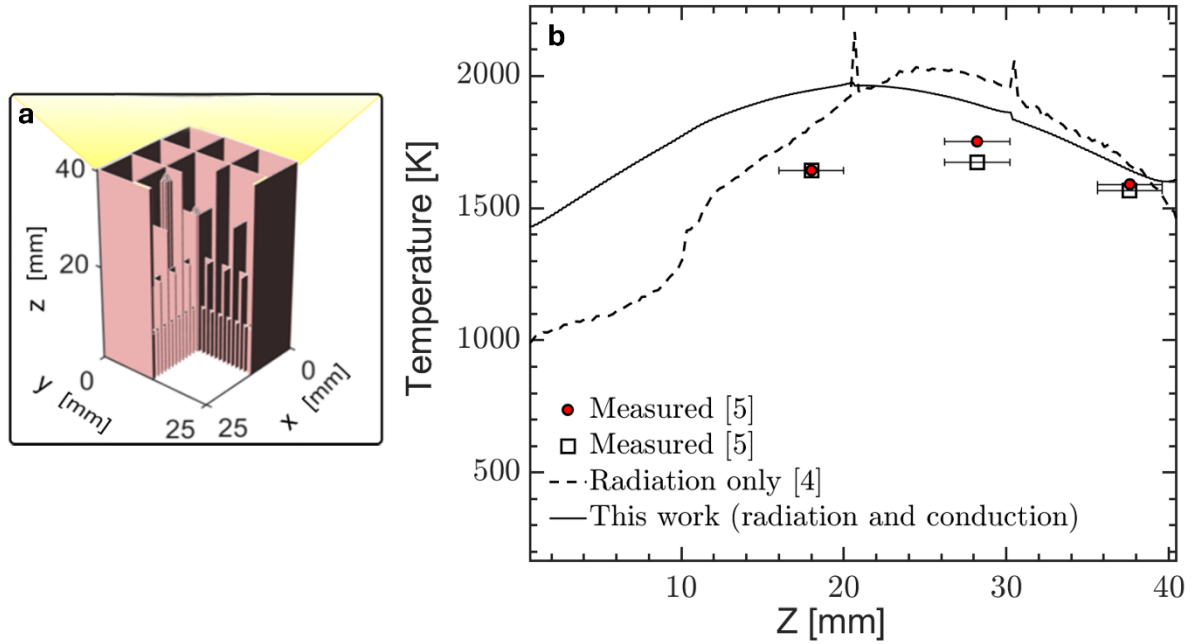 a
40
20
z [mm]
0
y [mm]
25
25
x [mm]
0
b
2000
1500
1000
500
Temperature [K]
Measured [5]
Measured [5]
Radiation only [4]
This work (radiation and conduction)
10
20
30
40
Z [mm]